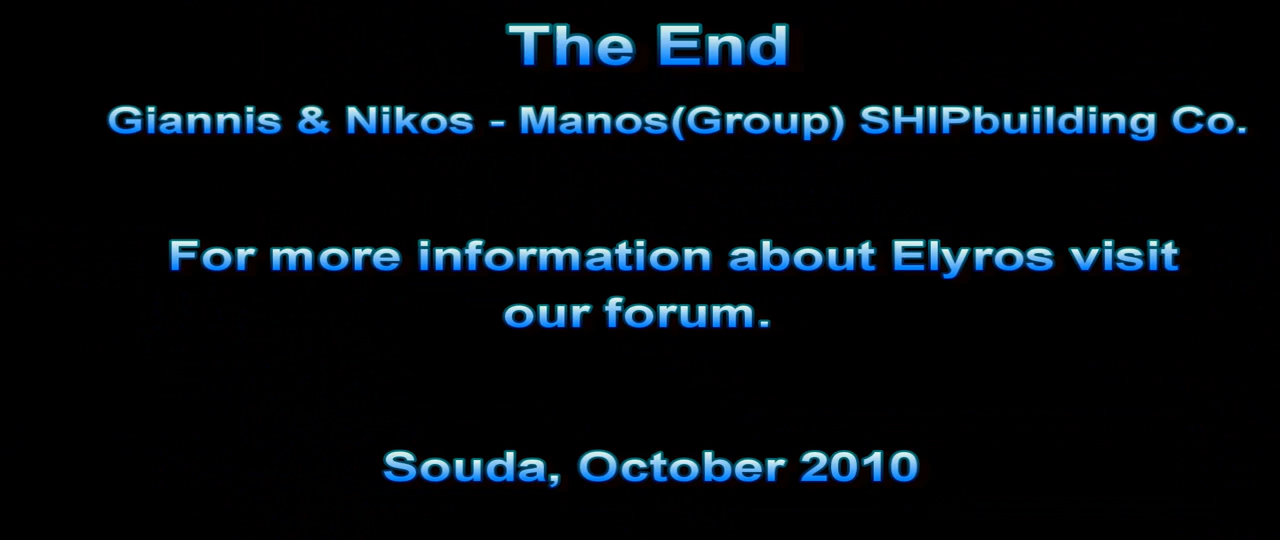 The End
Giannis & Nikos - Manos(Group) SHIPbuilding Co.
For more information about Elyros visit
our forum.
Souda, October 2010